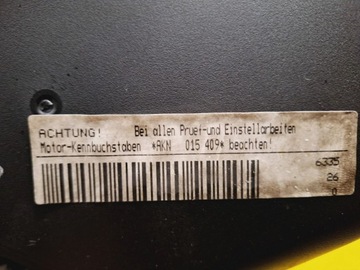 ACHTUNG! Bei allen Pruef-und Einstellarbeiten
Motor-Kennbuchstaben *AKN 015 409* beachten!
6335
26
0